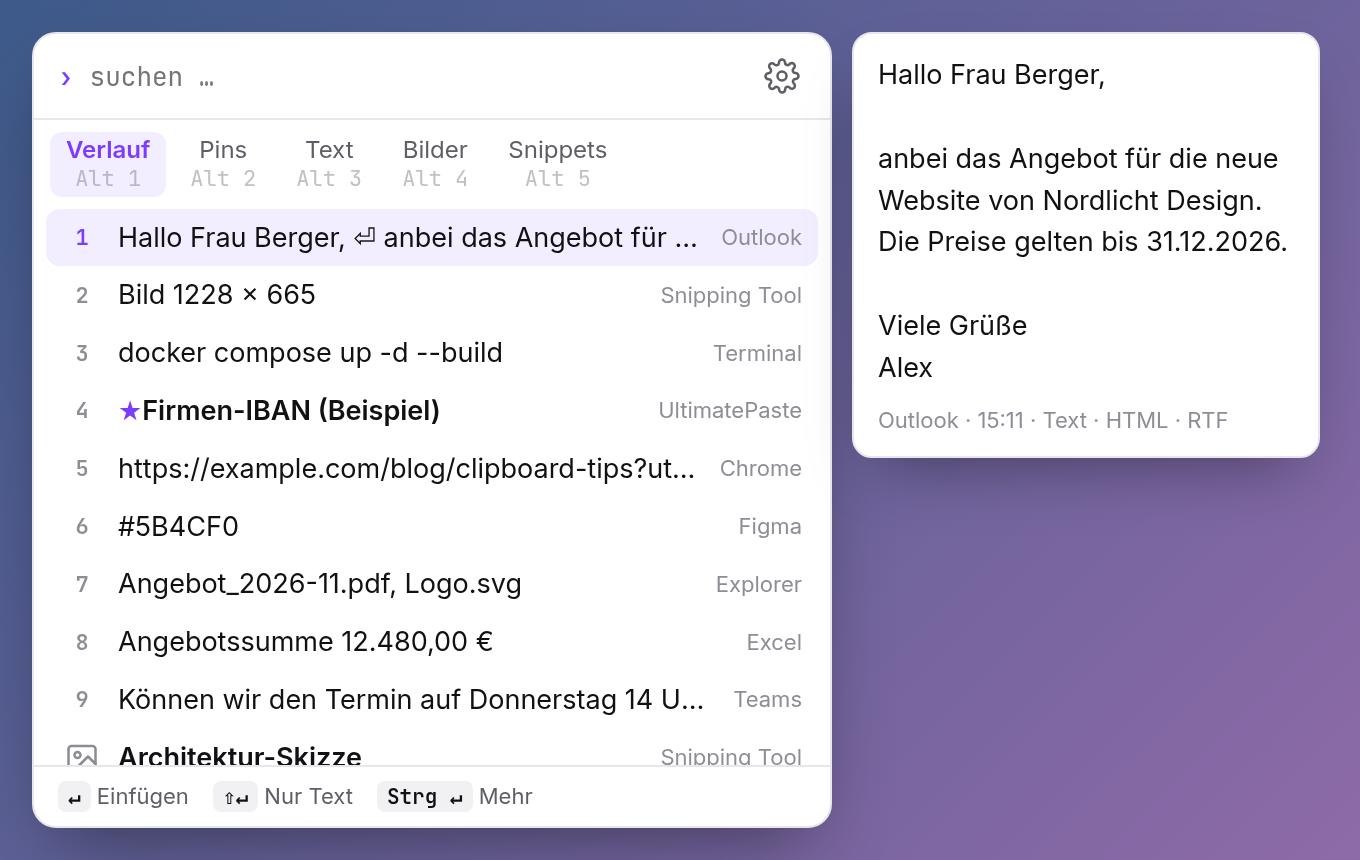 › suchen …
Verlauf Pins Text Bilder Snippets
Alt 1 Alt 2 Alt 3 Alt 4 Alt 5
1 Hallo Frau Berger, ⏎ anbei das Angebot für … Outlook
2 Bild 1228 × 665 Snipping Tool
3 docker compose up -d --build Terminal
4 ★Firmen-IBAN (Beispiel) UltimatePaste
5 https://example.com/blog/clipboard-tips?ut… Chrome
6 #5B4CF0 Figma
7 Angebot_2026-11.pdf, Logo.svg Explorer
8 Angebotssumme 12.480,00 € Excel
9 Können wir den Termin auf Donnerstag 14 U… Teams
Architektur-Skizze Snipping Tool
↵ Einfügen ⇧↵ Nur Text Strg ↵ Mehr
Hallo Frau Berger,
anbei das Angebot für die neue
Website von Nordlicht Design.
Die Preise gelten bis 31.12.2026.
Viele Grüße
Alex
Outlook · 15:11 · Text · HTML · RTF